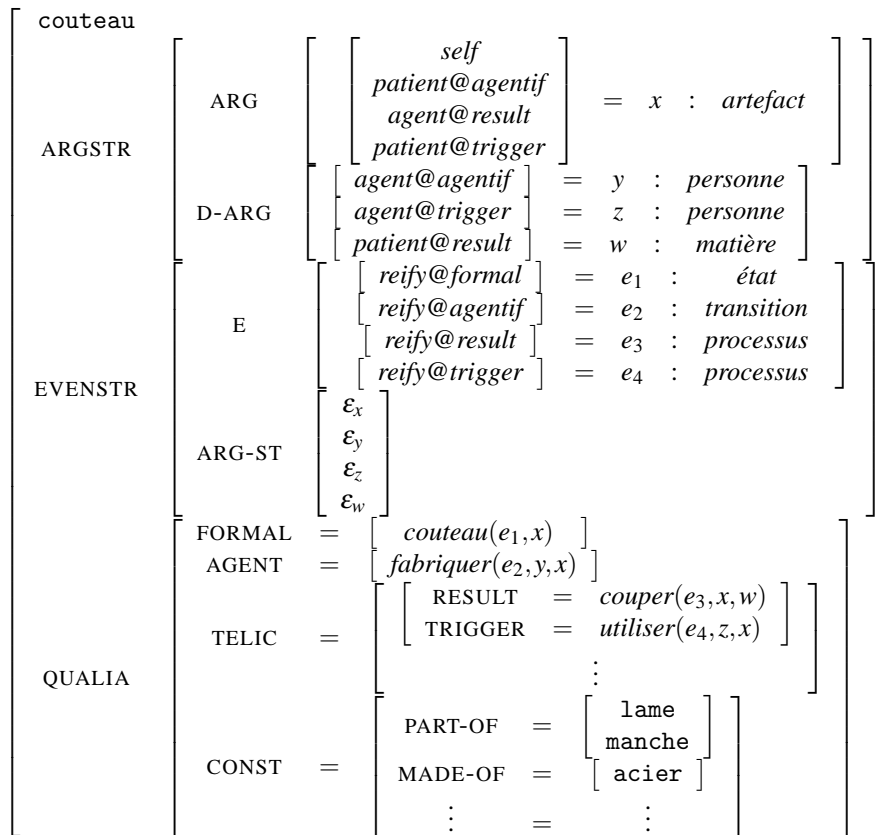 couteau
ARGSTR
ARG
self
patient@agentif
agent@result
patient@trigger
= x : artefact
D-ARG
[ agent@agentif ] = y : personne
[ agent@trigger ] = z : personne
[ patient@result ] = w : matière
EVENSTR
E
[ reify@formal ] = e₁ : état
[ reify@agentif ] = e₂ : transition
[ reify@result ] = e₃ : processus
[ reify@trigger ] = e₄ : processus
ARG-ST
εₓ
ε_y
ε_z
ε_w
QUALIA
FORMAL = [ couteau(e₁,x) ]
AGENT = [ fabriquer(e₂,y,x) ]
TELIC =
RESULT = couper(e₃,x,w)
TRIGGER = utiliser(e₄,z,x)
⋮
CONST =
PART-OF =
lame
manche
MADE-OF = [ acier ]
⋮ = ⋮